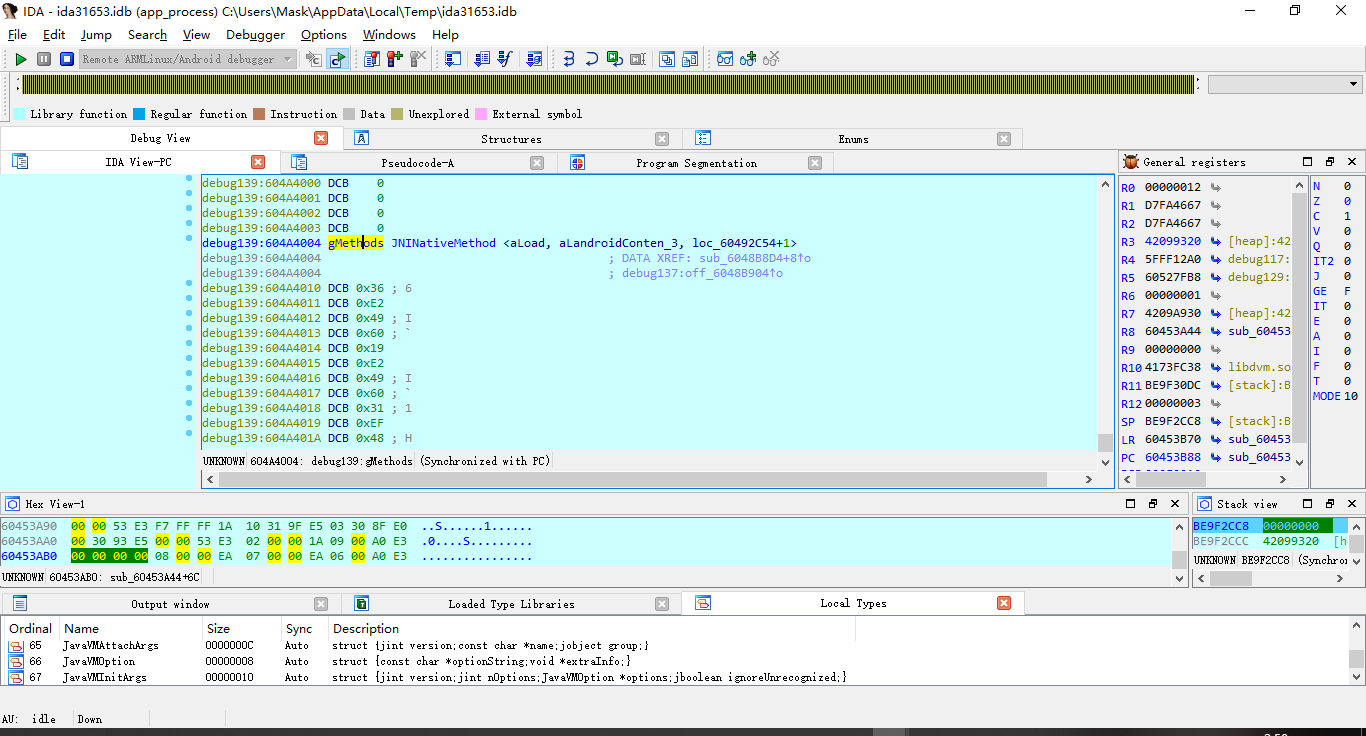 IDA - ida31653.idb (app_process) C:\Users\Mask\AppData\Local\Temp\ida31653.idb
File Edit Jump Search View Debugger Options Windows Help
Remote ARMLinux/Android debugger
Library function Regular function Instruction Data Unexplored External symbol
Debug View Structures Enums
IDA View-PC Pseudocode-A Program Segmentation
debug139:604A4000 DCB 0
debug139:604A4001 DCB 0
debug139:604A4002 DCB 0
debug139:604A4003 DCB 0
debug139:604A4004 gMethods JNINativeMethod <aLoad, aLandroidConten_3, loc_60492C54+1>
debug139:604A4004 ; DATA XREF: sub_6048B8D4+8↑o
debug139:604A4004 ; debug137:off_6048B904↑o
debug139:604A4010 DCB 0x36 ; 6
debug139:604A4011 DCB 0xE2
debug139:604A4012 DCB 0x49 ; I
debug139:604A4013 DCB 0x60 ; `
debug139:604A4014 DCB 0x19
debug139:604A4015 DCB 0xE2
debug139:604A4016 DCB 0x49 ; I
debug139:604A4017 DCB 0x60 ; `
debug139:604A4018 DCB 0x31 ; 1
debug139:604A4019 DCB 0xEF
debug139:604A401A DCB 0x48 ; H
UNKNOWN 604A4004: debug139:gMethods (Synchronized with PC)
General registers
R0 00000012
R1 D7FA4667
R2 D7FA4667
R3 42099320 [heap]:42
R4 5FFF12A0 debug117:
R5 60527FB8 debug129:
R6 00000001
R7 4209A930 [heap]:42
R8 60453A44 sub_60453
R9 00000000
R10 4173FC38 libdvm.so
R11 BE9F30DC [stack]:B
R12 00000003
SP BE9F2CC8 [stack]:B
LR 60453B70 sub_60453
PC 60453B88 sub_60453
N 0
Z 0
C 1
V 0
Q 0
IT2 0
J 0
GE F
IT 0
E 0
A 0
I 0
F 0
T 0
MODE 10
Hex View-1
60453A90 00 00 53 E3 F7 FF FF 1A 10 31 9F E5 03 30 8F E0 ..S......1......
60453AA0 00 30 93 E5 00 00 53 E3 02 00 00 1A 09 00 A0 E3 .0....S.........
60453AB0 00 00 00 00 08 00 00 EA 07 00 00 EA 06 00 A0 E3 ................
UNKNOWN 60453AB0: sub_60453A44+6C
Stack view
BE9F2CC8 00000000
BE9F2CCC 42099320 [h
UNKNOWN BE9F2CC8 (Synchror
Output window Loaded Type Libraries Local Types
Ordinal Name Size Sync Description
65 JavaVMAttachArgs 0000000C Auto struct {jint version;const char *name;jobject group;}
66 JavaVMOption 00000008 Auto struct {const char *optionString;void *extraInfo;}
67 JavaVMInitArgs 00000010 Auto struct {jint version;jint nOptions;JavaVMOption *options;jboolean ignoreUnrecognized;}
AU: idle Down